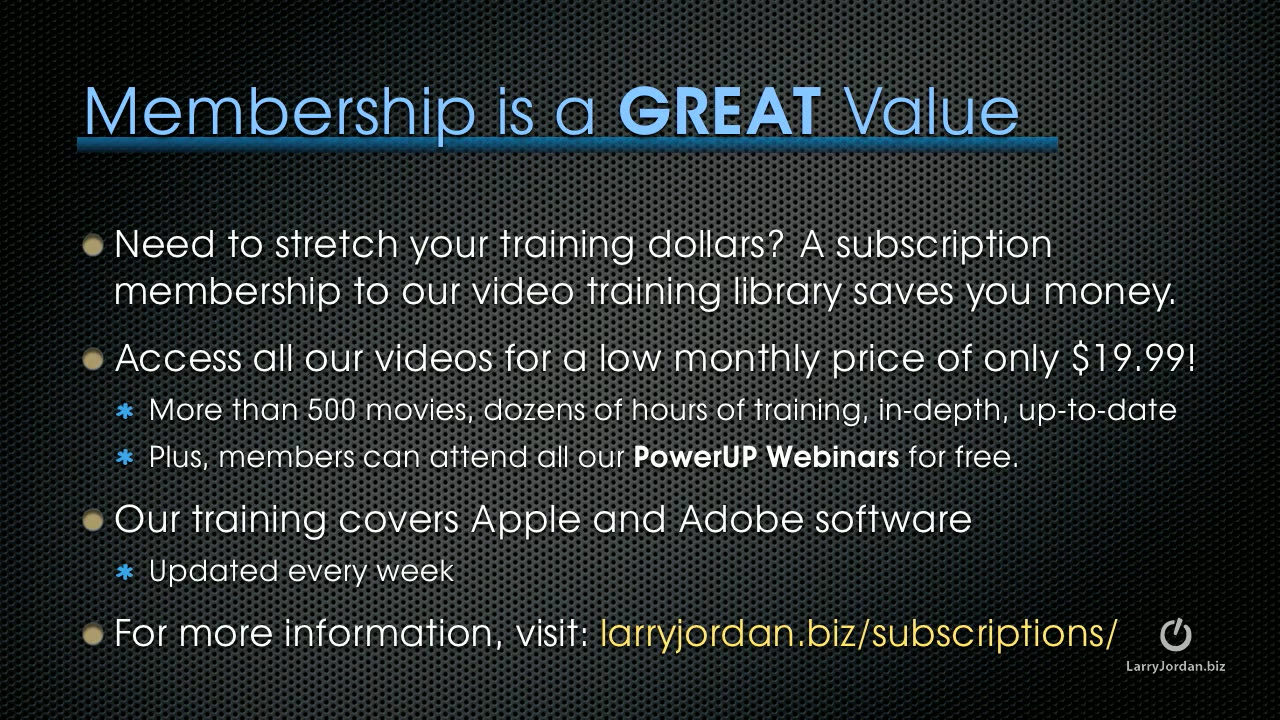 Membership is a GREAT Value
Need to stretch your training dollars? A subscription
membership to our video training library saves you money.
Access all our videos for a low monthly price of only $19.99!
More than 500 movies, dozens of hours of training, in-depth, up-to-date
Plus, members can attend all our PowerUP Webinars for free.
Our training covers Apple and Adobe software
Updated every week
For more information, visit: larryjordan.biz/subscriptions/
LarryJordan.biz